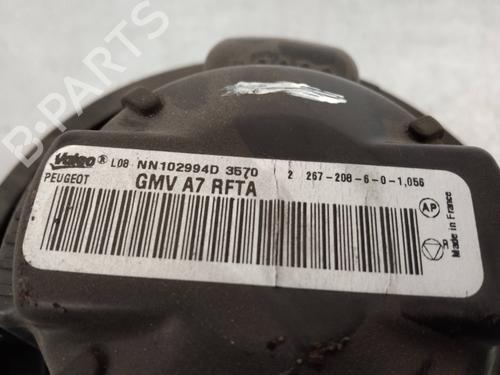 B-PARTS
Valeo® L08 NN102994D 3570 2 267-208-6-0-1,056
PEUGEOT GMV A7 RFTA
AP
R
Made in France